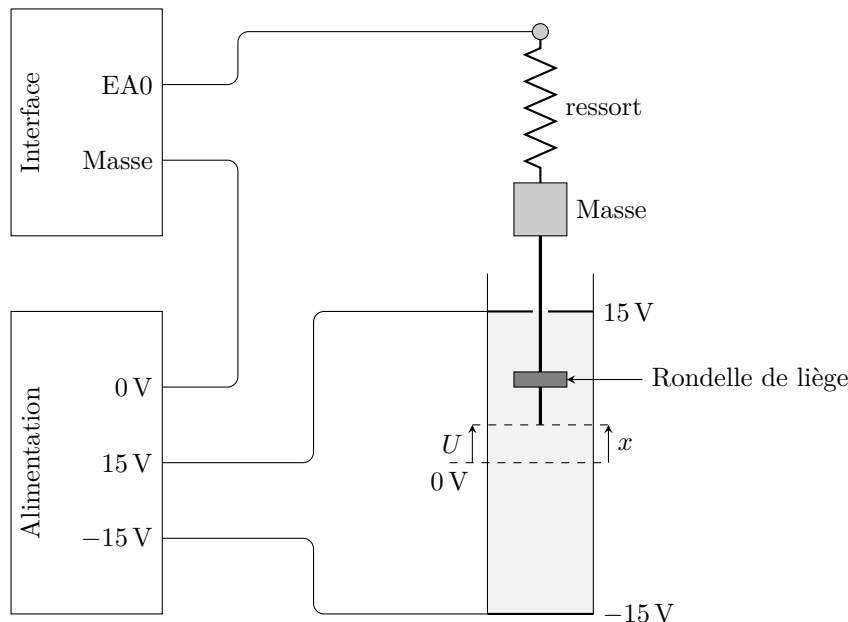 Interface
EA0
Masse
ressort
Masse
15 V
Rondelle de liège
U
x
0 V
−15 V
Alimentation
0 V
15 V
−15 V